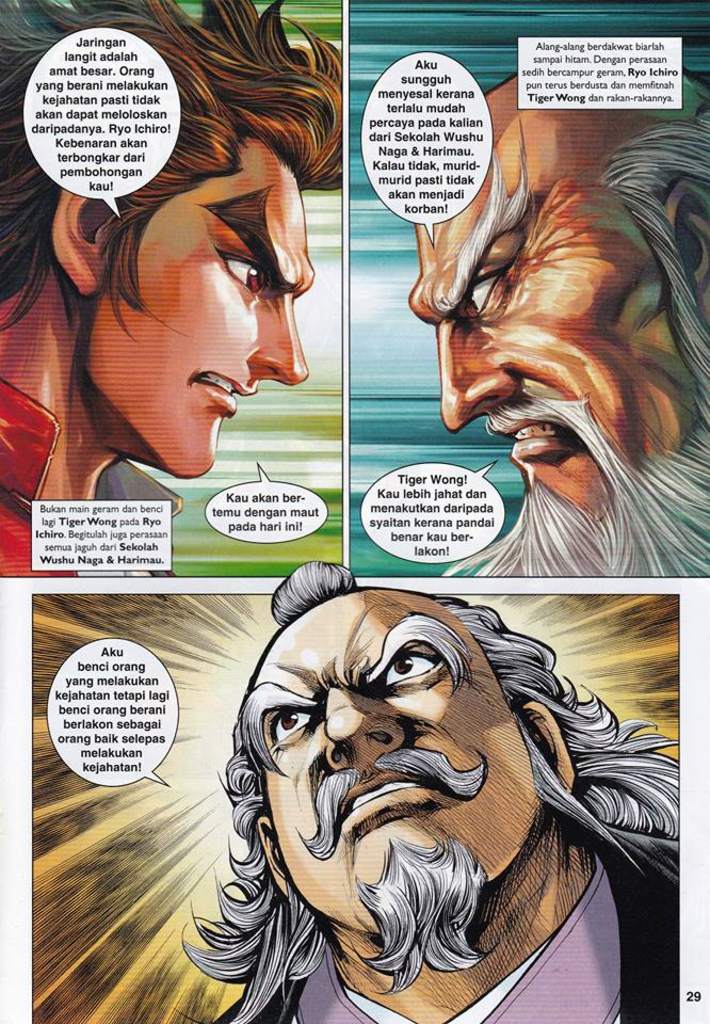 Jaringan
langit adalah
amat besar. Orang
yang berani melakukan
kejahatan pasti tidak
akan dapat meloloskan
daripadanya. Ryo Ichiro!
Kebenaran akan
terbongkar dari
pembohongan
kau!
Kau akan ber-
temu dengan maut
pada hari ini!
Bukan main geram dan benci
lagi Tiger Wong pada Ryo
Ichiro. Begitulah juga perasaan
semua jaguh dari Sekolah
Wushu Naga & Harimau.
Alang-alang berdakwat biarlah
sampai hitam. Dengan perasaan
sedih bercampur geram, Ryo Ichiro
pun terus berdusta dan memfitnah
Tiger Wong dan rakan-rakannya.
Aku
sungguh
menyesal kerana
terlalu mudah
percaya pada kalian
dari Sekolah Wushu
Naga & Harimau.
Kalau tidak, murid-
murid pasti tidak
akan menjadi
korban!
Tiger Wong!
Kau lebih jahat dan
menakutkan daripada
syaitan kerana pandai
benar kau ber-
lakon!
Aku
benci orang
yang melakukan
kejahatan tetapi lagi
benci orang berani
berlakon sebagai
orang baik selepas
melakukan
kejahatan!
29